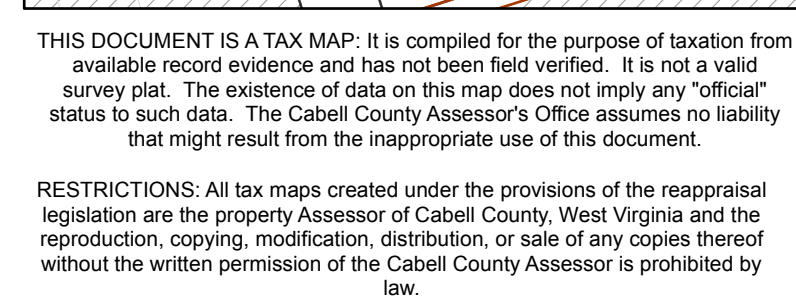 THIS DOCUMENT IS A TAX MAP: It is compiled for the purpose of taxation from
available record evidence and has not been field verified.  It is not a valid
survey plat.  The existence of data on this map does not imply any "official"
status to such data.  The Cabell County Assessor's Office assumes no liability
that might result from the inappropriate use of this document.
RESTRICTIONS: All tax maps created under the provisions of the reappraisal
legislation are the property Assessor of Cabell County, West Virginia and the
reproduction, copying, modification, distribution, or sale of any copies thereof
without the written permission of the Cabell County Assessor is prohibited by
law.